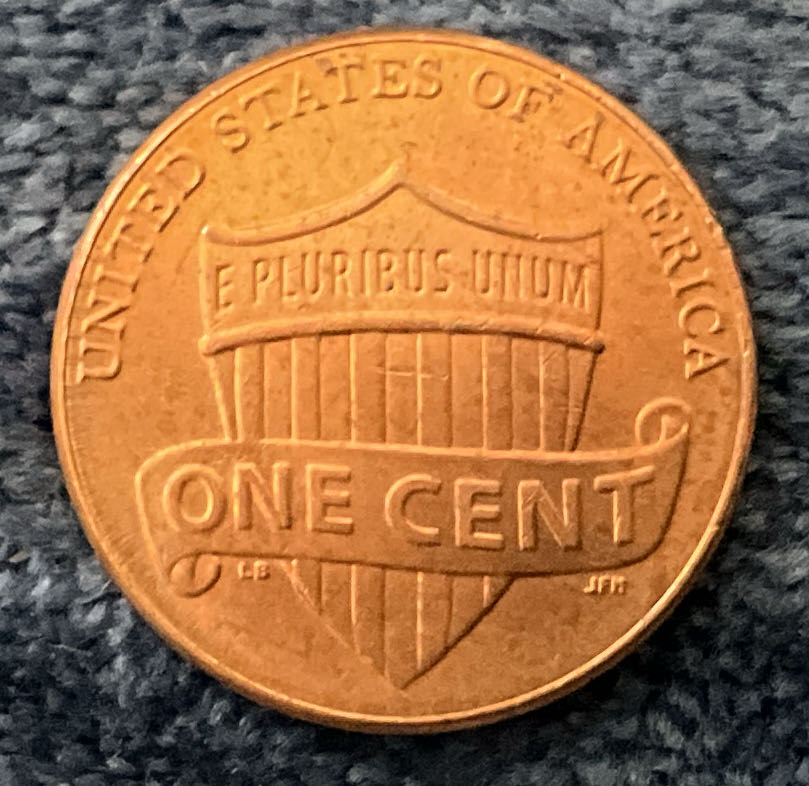 UNITED STATES OF AMERICA
E PLURIBUS UNUM
ONE CENT
LB
JFM